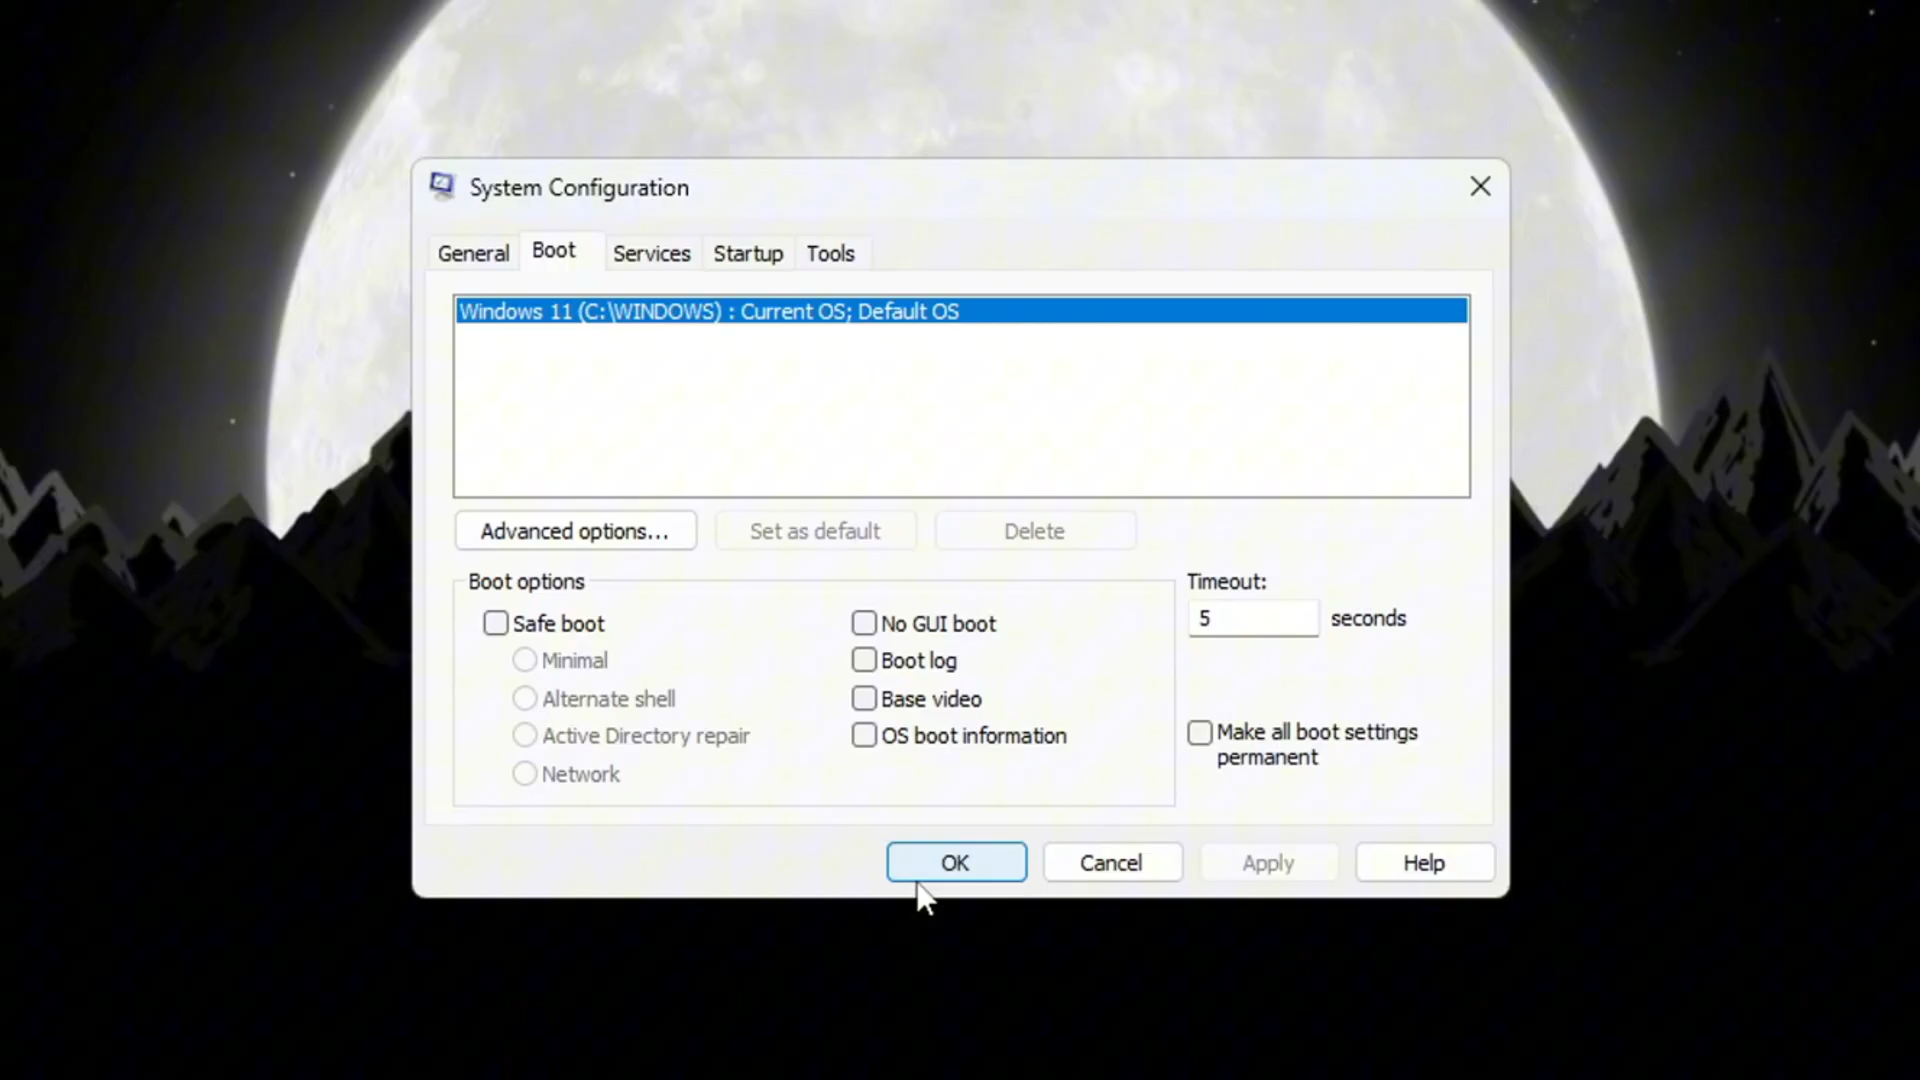 System Configuration
General Boot Services Startup Tools
Windows 11 (C:\WINDOWS) : Current OS; Default OS
Advanced options... Set as default Delete
Boot options Timeout:
Safe boot No GUI boot 5 seconds
Minimal Boot log
Alternate shell Base video
Active Directory repair OS boot information Make all boot settings
permanent
Network
OK Cancel Apply Help